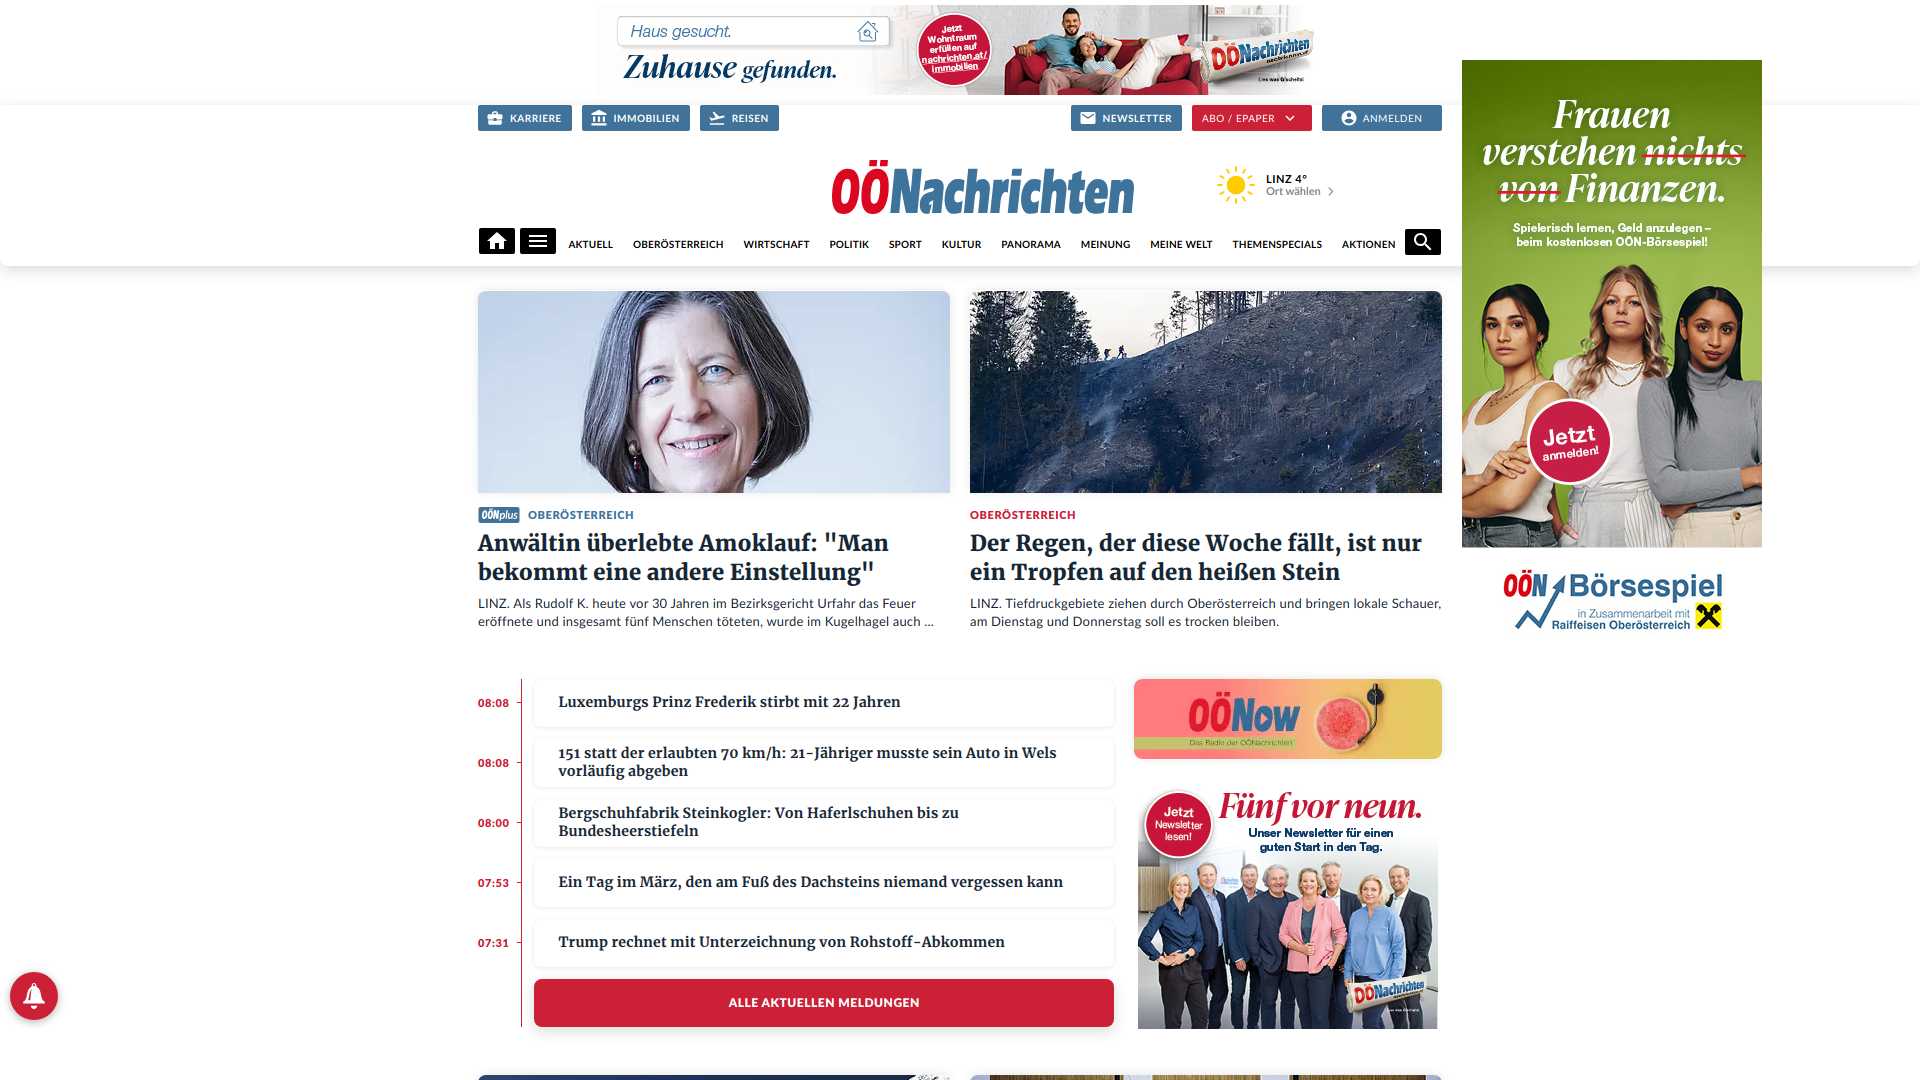 Haus gesucht.
Zuhause gefunden.
Jetzt
Wohntraum
erfüllen auf
nachrichten.at/
immobilien
OÖNachrichten
Lies was Gscheits!
KARRIERE
IMMOBILIEN
REISEN
NEWSLETTER
ABO / EPAPER
ANMELDEN
OÖNachrichten
LINZ 4°
Ort wählen
AKTUELL
OBERÖSTERREICH
WIRTSCHAFT
POLITIK
SPORT
KULTUR
PANORAMA
MEINUNG
MEINE WELT
THEMENSPECIALS
AKTIONEN
Frauen
verstehen nichts
von Finanzen.
Spielerisch lernen, Geld anzulegen –
beim kostenlosen OÖN-Börsespiel!
Jetzt
anmelden!
OÖN Börsespiel
in Zusammenarbeit mit
Raiffeisen Oberösterreich
OÖNplus OBERÖSTERREICH
Anwältin überlebte Amoklauf: "Man
bekommt eine andere Einstellung"
LINZ. Als Rudolf K. heute vor 30 Jahren im Bezirksgericht Urfahr das Feuer
eröffnete und insgesamt fünf Menschen töteten, wurde im Kugelhagel auch ...
OBERÖSTERREICH
Der Regen, der diese Woche fällt, ist nur
ein Tropfen auf den heißen Stein
LINZ. Tiefdruckgebiete ziehen durch Oberösterreich und bringen lokale Schauer,
am Dienstag und Donnerstag soll es trocken bleiben.
08:08
Luxemburgs Prinz Frederik stirbt mit 22 Jahren
08:08
151 statt der erlaubten 70 km/h: 21-Jähriger musste sein Auto in Wels
vorläufig abgeben
08:00
Bergschuhfabrik Steinkogler: Von Haferlschuhen bis zu
Bundesheerstiefeln
07:53
Ein Tag im März, den am Fuß des Dachsteins niemand vergessen kann
07:31
Trump rechnet mit Unterzeichnung von Rohstoff-Abkommen
ALLE AKTUELLEN MELDUNGEN
OÖNow
Das Radio der OÖNachrichten
Jetzt
Newsletter
lesen!
Fünf vor neun.
Unser Newsletter für einen
guten Start in den Tag.
OÖNachrichten